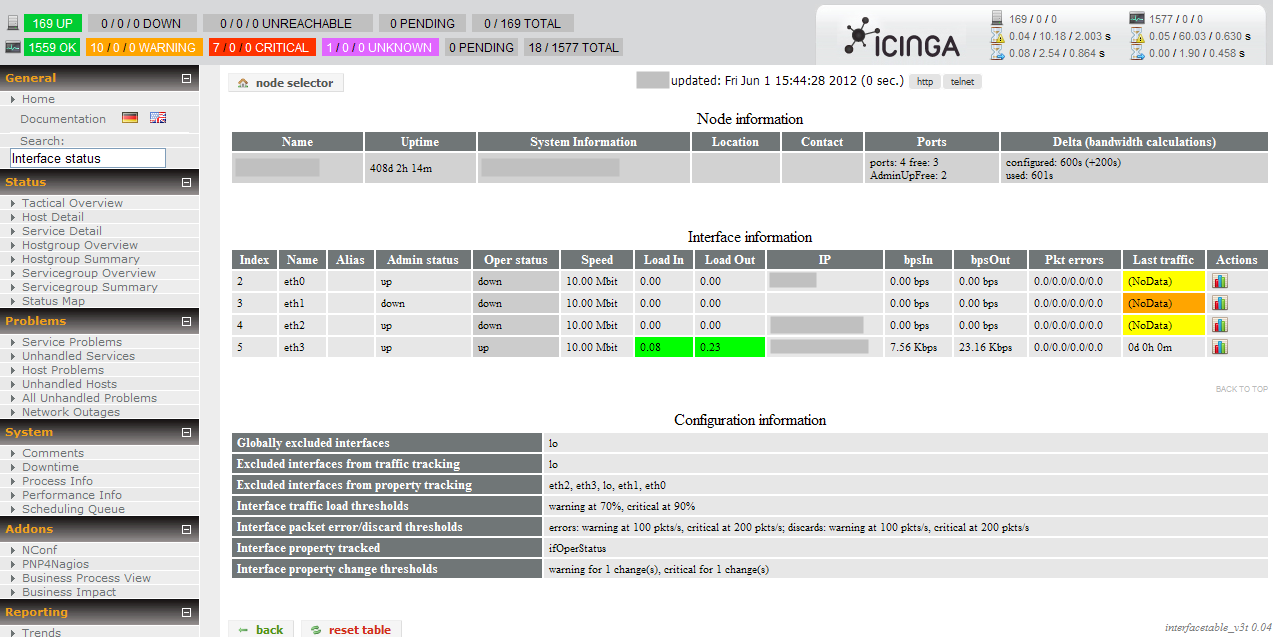 169 UP 0 / 0 / 0 DOWN 0 / 0 / 0 UNREACHABLE 0 PENDING 0 / 169 TOTAL
1559 OK 10 / 0 / 0 WARNING 7 / 0 / 0 CRITICAL 1 / 0 / 0 UNKNOWN 0 PENDING 18 / 1577 TOTAL
ICINGA
169 / 0 / 0 1577 / 0 / 0
0.04 / 10.18 / 2.003 s 0.05 / 60.03 / 0.630 s
0.08 / 2.54 / 0.864 s 0.00 / 1.90 / 0.458 s
General
Home
Documentation
Search:
Interface status
Status
Tactical Overview
Host Detail
Service Detail
Hostgroup Overview
Hostgroup Summary
Servicegroup Overview
Servicegroup Summary
Status Map
Problems
Service Problems
Unhandled Services
Host Problems
Unhandled Hosts
All Unhandled Problems
Network Outages
System
Comments
Downtime
Process Info
Performance Info
Scheduling Queue
Addons
NConf
PNP4Nagios
Business Process View
Business Impact
Reporting
Trends
node selector
updated: Fri Jun 1 15:44:28 2012 (0 sec.) http telnet
Node information
Name Uptime System Information Location Contact Ports Delta (bandwidth calculations)
408d 2h 14m
ports: 4 free: 3
AdminUpFree: 2
configured: 600s (+200s)
used: 601s
Interface information
Index Name Alias Admin status Oper status Speed Load In Load Out IP bpsIn bpsOut Pkt errors Last traffic Actions
2 eth0 up down 10.00 Mbit 0.00 0.00 0.00 bps 0.00 bps 0.0/0.0/0.0/0.0 (NoData)
3 eth1 down down 10.00 Mbit 0.00 0.00 0.00 bps 0.00 bps 0.0/0.0/0.0/0.0 (NoData)
4 eth2 up down 10.00 Mbit 0.00 0.00 0.00 bps 0.00 bps 0.0/0.0/0.0/0.0 (NoData)
5 eth3 up up 10.00 Mbit 0.08 0.23 7.56 Kbps 23.16 Kbps 0.0/0.0/0.0/0.0 0d 0h 0m
BACK TO TOP
Configuration information
Globally excluded interfaces lo
Excluded interfaces from traffic tracking lo
Excluded interfaces from property tracking eth2, eth3, lo, eth1, eth0
Interface traffic load thresholds warning at 70%, critical at 90%
Interface packet error/discard thresholds errors: warning at 100 pkts/s, critical at 200 pkts/s; discards: warning at 100 pkts/s, critical at 200 pkts/s
Interface property tracked ifOperStatus
Interface property change thresholds warning for 1 change(s), critical for 1 change(s)
back reset table
interfacetable_v3t 0.04